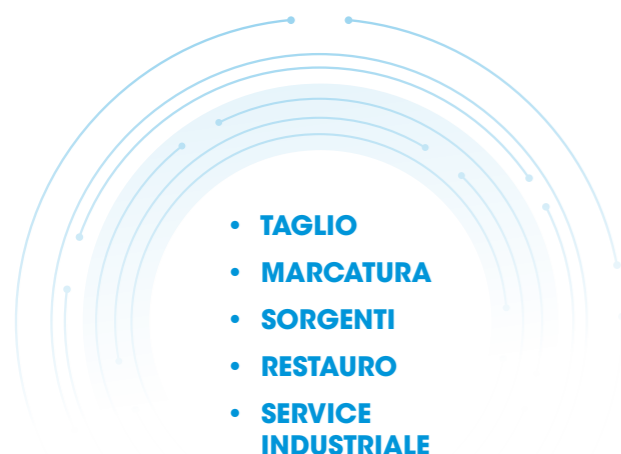 • TAGLIO
• MARCATURA
• SORGENTI
• RESTAURO
• SERVICE
INDUSTRIALE